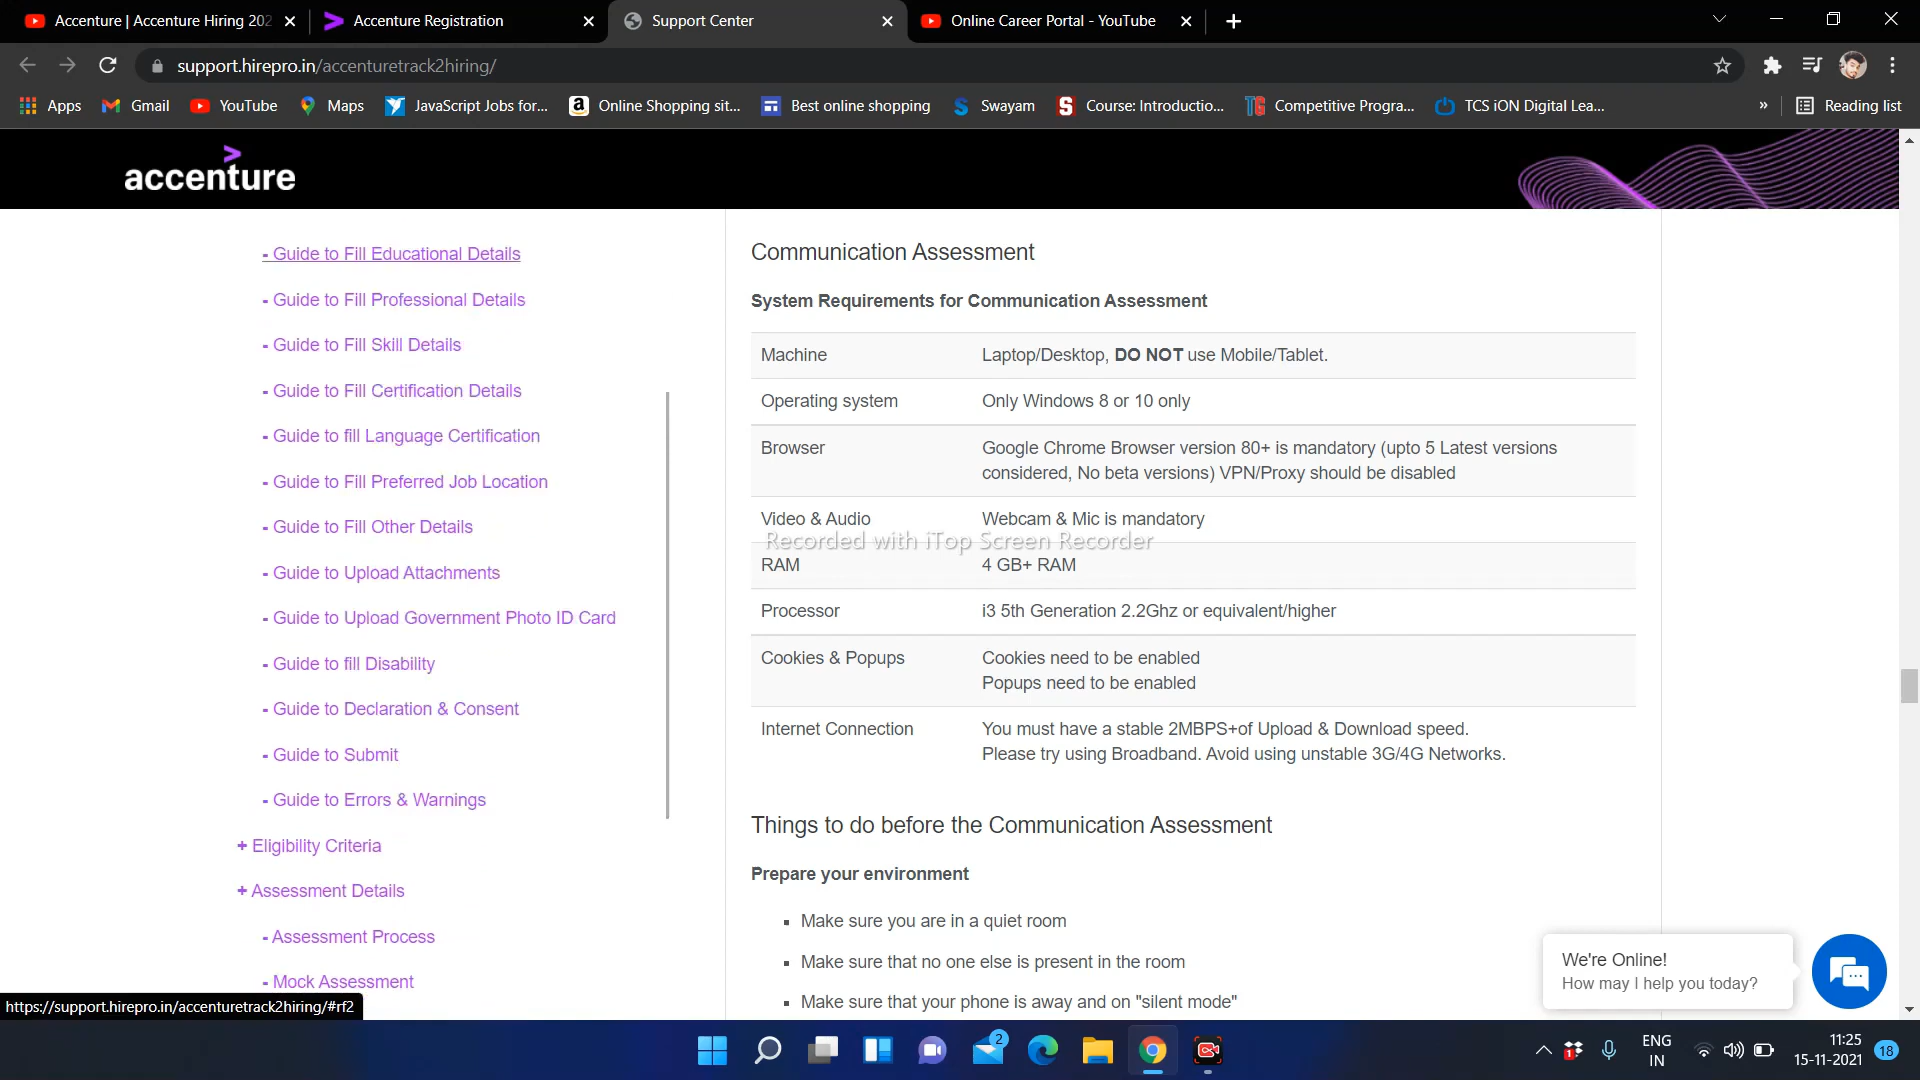 Accenture | Accenture Hiring 202
Accenture Registration
Support Center
Online Career Portal - YouTube
support.hirepro.in/accenturetrack2hiring/
Apps
Gmail
YouTube
Maps
JavaScript Jobs for...
Online Shopping sit...
Best online shopping
Swayam
Course: Introductio...
Competitive Progra...
TCS iON Digital Lea...
»
Reading list
accenture
- Guide to Fill Educational Details
- Guide to Fill Professional Details
- Guide to Fill Skill Details
- Guide to Fill Certification Details
- Guide to fill Language Certification
- Guide to Fill Preferred Job Location
- Guide to Fill Other Details
- Guide to Upload Attachments
- Guide to Upload Government Photo ID Card
- Guide to fill Disability
- Guide to Declaration & Consent
- Guide to Submit
- Guide to Errors & Warnings
+ Eligibility Criteria
+ Assessment Details
- Assessment Process
- Mock Assessment
https://support.hirepro.in/accenturetrack2hiring/#rf2
Communication Assessment
System Requirements for Communication Assessment
Machine Laptop/Desktop, DO NOT use Mobile/Tablet.
Operating system Only Windows 8 or 10 only
Browser Google Chrome Browser version 80+ is mandatory (upto 5 Latest versions
considered, No beta versions) VPN/Proxy should be disabled
Video & Audio Webcam & Mic is mandatory
Recorded with iTop Screen Recorder
RAM 4 GB+ RAM
Processor i3 5th Generation 2.2Ghz or equivalent/higher
Cookies & Popups Cookies need to be enabled
Popups need to be enabled
Internet Connection You must have a stable 2MBPS+of Upload & Download speed.
Please try using Broadband. Avoid using unstable 3G/4G Networks.
Things to do before the Communication Assessment
Prepare your environment
▪ Make sure you are in a quiet room
▪ Make sure that no one else is present in the room
▪ Make sure that your phone is away and on "silent mode"
We're Online!
How may I help you today?
2
1
ENG
IN
11:25
15-11-2021
18